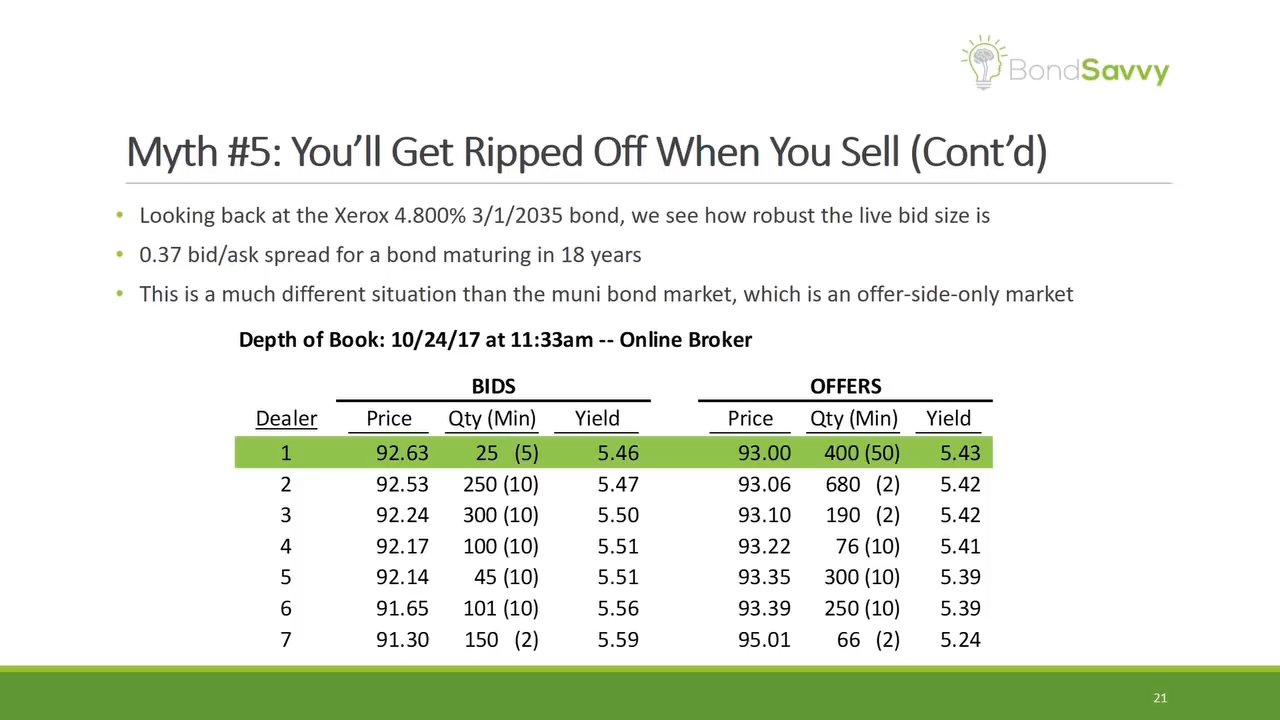 BondSavvy
Myth #5: You'll Get Ripped Off When You Sell (Cont'd)
• Looking back at the Xerox 4.800% 3/1/2035 bond, we see how robust the live bid size is
• 0.37 bid/ask spread for a bond maturing in 18 years
• This is a much different situation than the muni bond market, which is an offer-side-only market
Depth of Book: 10/24/17 at 11:33am -- Online Broker
BIDS OFFERS
Dealer Price Qty (Min) Yield Price Qty (Min) Yield
1 92.63 25 (5) 5.46 93.00 400 (50) 5.43
2 92.53 250 (10) 5.47 93.06 680 (2) 5.42
3 92.24 300 (10) 5.50 93.10 190 (2) 5.42
4 92.17 100 (10) 5.51 93.22 76 (10) 5.41
5 92.14 45 (10) 5.51 93.35 300 (10) 5.39
6 91.65 101 (10) 5.56 93.39 250 (10) 5.39
7 91.30 150 (2) 5.59 95.01 66 (2) 5.24
21